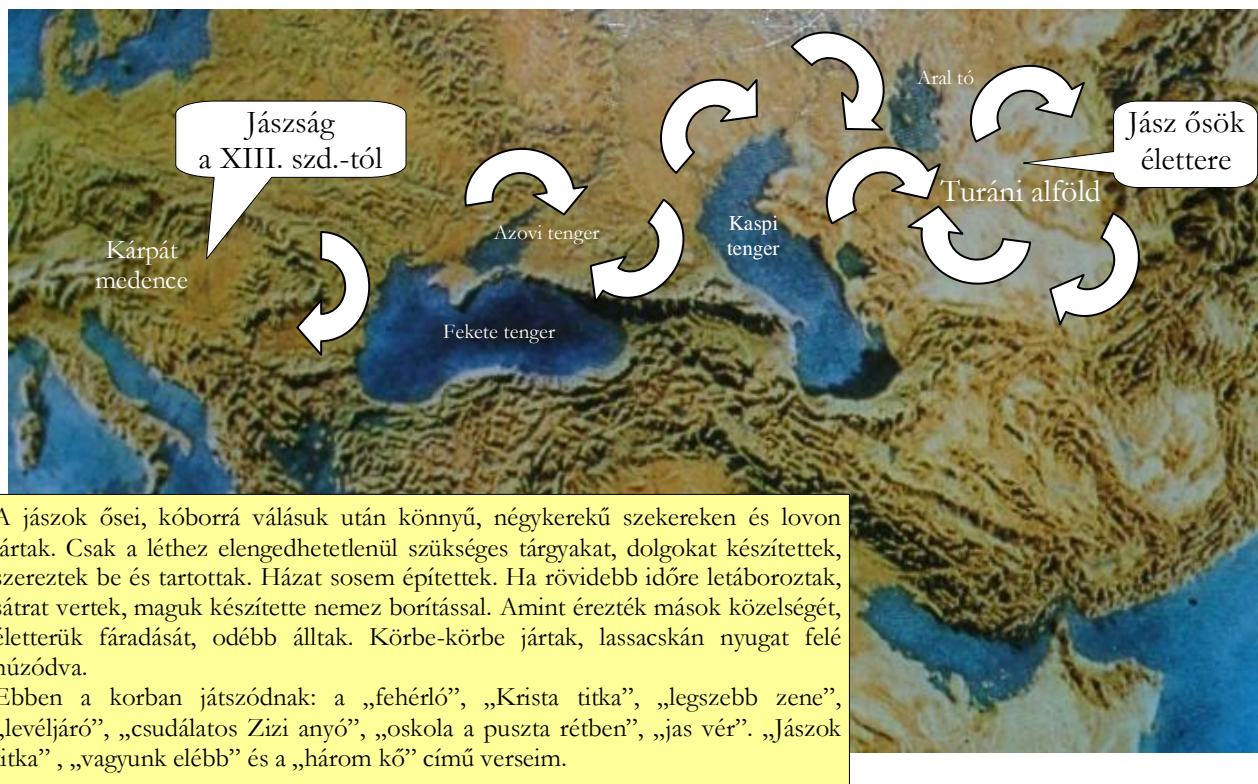 Aral tó
Jászság
a XIII. szd.-tól
Jász ősök
élettere
Turáni alföld
Kaspi
tenger
Azovi tenger
Kárpát
medence
Fekete tenger
A jászok ősei, kóborrá válásuk után könnyű, négykerekű szekereken és lovon
jártak. Csak a léthez elengedhetetlenül szükséges tárgyakat, dolgokat készítettek,
szereztek be és tartottak. Házat sosem építettek. Ha rövidebb időre letáboroztak,
sátrat vertek, maguk készítette nemez borítással. Amint érezték mások közelségét,
életterük fáradását, odébb álltak. Körbe-körbe jártak, lassacskán nyugat felé
húzódva.
Ebben a korban játszódnak: a „fehérló”, „Krista titka”, „legszebb zene”,
„levéljáró”, „csudálatos Zizi anyó”, „oskola a puszta rétben”, „jas vér”. „Jászok
titka” , „vagyunk elébb” és a „három kő” című verseim.